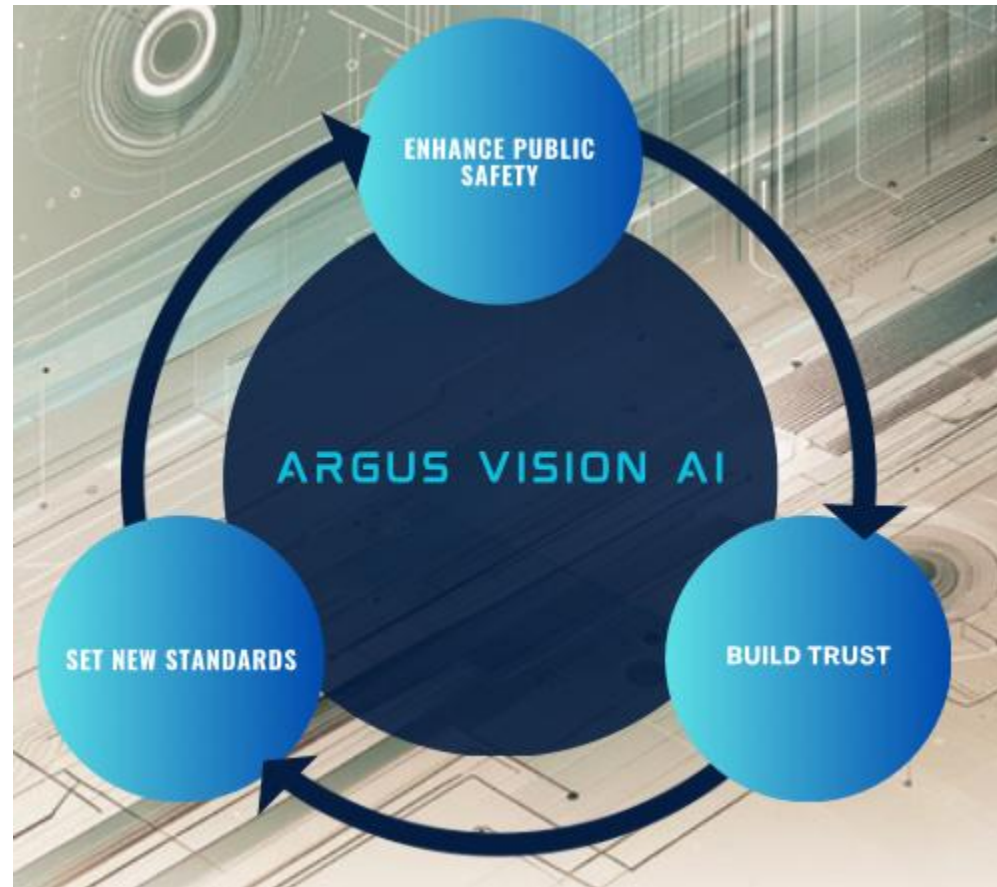 ENHANCE PUBLIC
SAFETY
ARGUS VISION AI
SET NEW STANDARDS
BUILD TRUST